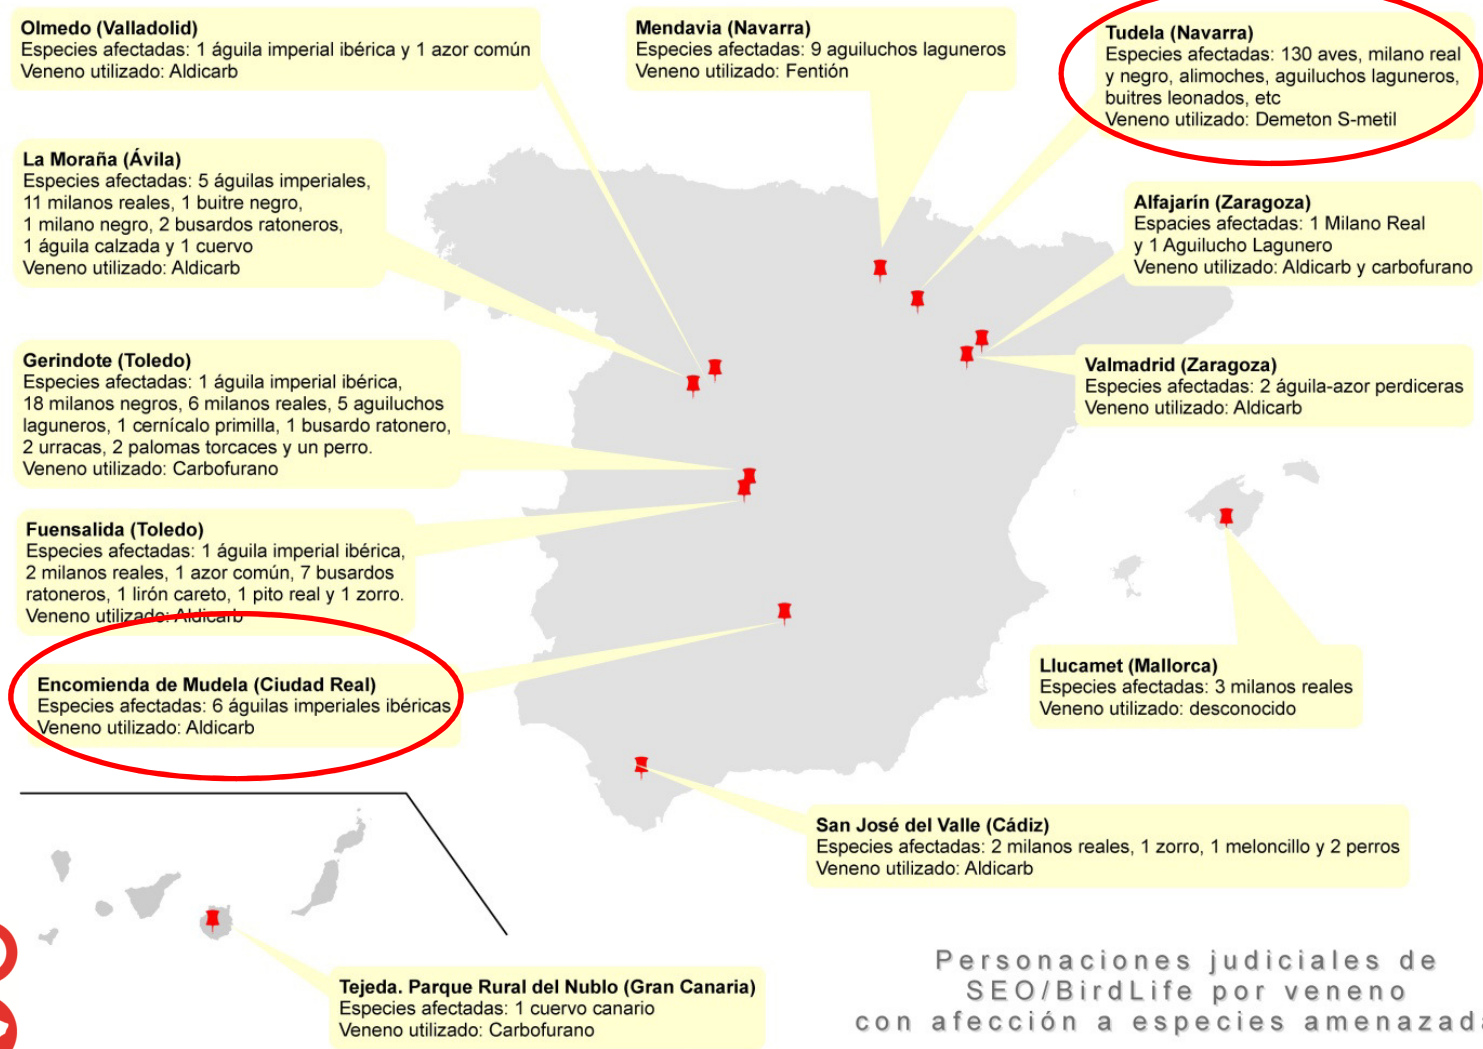 Olmedo (Valladolid)
Especies afectadas: 1 águila imperial ibérica y 1 azor común
Veneno utilizado: Aldicarb
Mendavia (Navarra)
Especies afectadas: 9 aguiluchos laguneros
Veneno utilizado: Fentión
Tudela (Navarra)
Especies afectadas: 130 aves, milano real
y negro, alimoches, aguiluchos laguneros,
buitres leonados, etc
Veneno utilizado: Demeton S-metil
La Moraña (Ávila)
Especies afectadas: 5 águilas imperiales,
11 milanos reales, 1 buitre negro,
1 milano negro, 2 busardos ratoneros,
1 águila calzada y 1 cuervo
Veneno utilizado: Aldicarb
Alfajarín (Zaragoza)
Espacies afectadas: 1 Milano Real
y 1 Aguilucho Lagunero
Veneno utilizado: Aldicarb y carbofurano
Gerindote (Toledo)
Especies afectadas: 1 águila imperial ibérica,
18 milanos negros, 6 milanos reales, 5 aguiluchos
laguneros, 1 cernícalo primilla, 1 busardo ratonero,
2 urracas, 2 palomas torcaces y un perro.
Veneno utilizado: Carbofurano
Valmadrid (Zaragoza)
Especies afectadas: 2 águila-azor perdiceras
Veneno utilizado: Aldicarb
Fuensalida (Toledo)
Especies afectadas: 1 águila imperial ibérica,
2 milanos reales, 1 azor común, 7 busardos
ratoneros, 1 lirón careto, 1 pito real y 1 zorro.
Veneno utilizado: Aldicarb
Encomienda de Mudela (Ciudad Real)
Especies afectadas: 6 águilas imperiales ibéricas
Veneno utilizado: Aldicarb
Llucamet (Mallorca)
Especies afectadas: 3 milanos reales
Veneno utilizado: desconocido
San José del Valle (Cádiz)
Especies afectadas: 2 milanos reales, 1 zorro, 1 meloncillo y 2 perros
Veneno utilizado: Aldicarb
Tejeda. Parque Rural del Nublo (Gran Canaria)
Especies afectadas: 1 cuervo canario
Veneno utilizado: Carbofurano
Personaciones judiciales de
SEO/BirdLife por veneno
con afección a especies amenazada